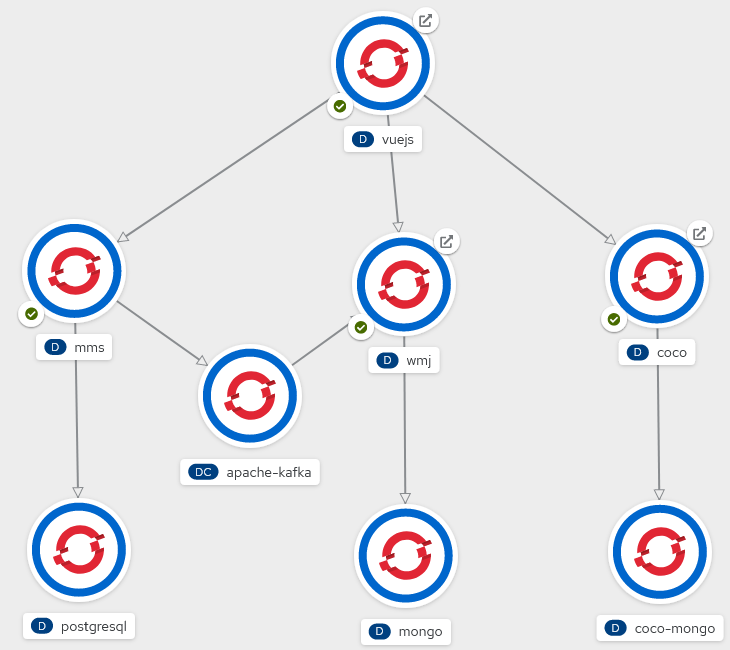 D vuejs
D mms
D wmj
D coco
DC apache-kafka
D postgresql
D mongo
D coco-mongo